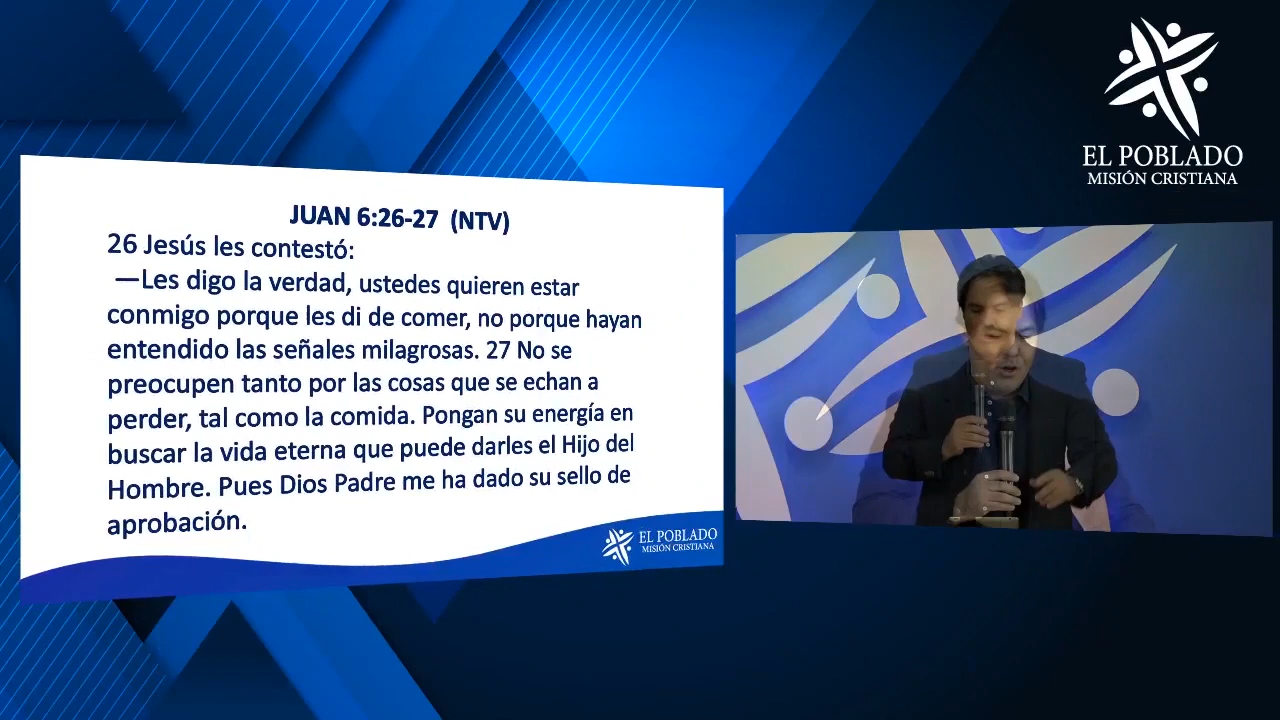 EL POBLADO
MISIÓN CRISTIANA
JUAN 6:26-27 (NTV)
26 Jesús les contestó:
—Les digo la verdad, ustedes quieren estar
conmigo porque les di de comer, no porque hayan
entendido las señales milagrosas. 27 No se
preocupen tanto por las cosas que se echan a
perder, tal como la comida. Pongan su energía en
buscar la vida eterna que puede darles el Hijo del
Hombre. Pues Dios Padre me ha dado su sello de
aprobación.
EL POBLADO
MISIÓN CRISTIANA